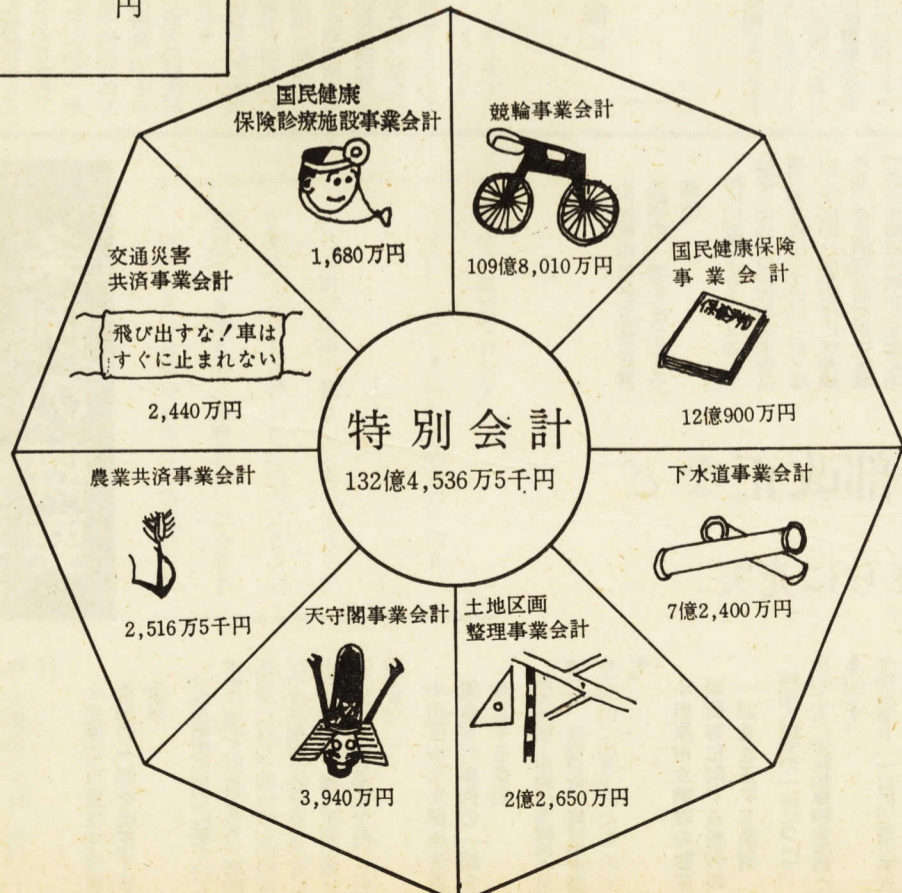 円
国民健康
保険診療施設事業会計
1,680万円
競輪事業会計
109億8,010万円
国民健康保険
事業会計
12億900万円
下水道事業会計
7億2,400万円
土地区画
整理事業会計
2億2,650万円
天守閣事業会計
3,940万円
農業共済事業会計
2,516万5千円
交通災害
共済事業会計
飛び出すな!車は
すぐに止まれない
2,440万円
特別会計
132億4,536万5千円